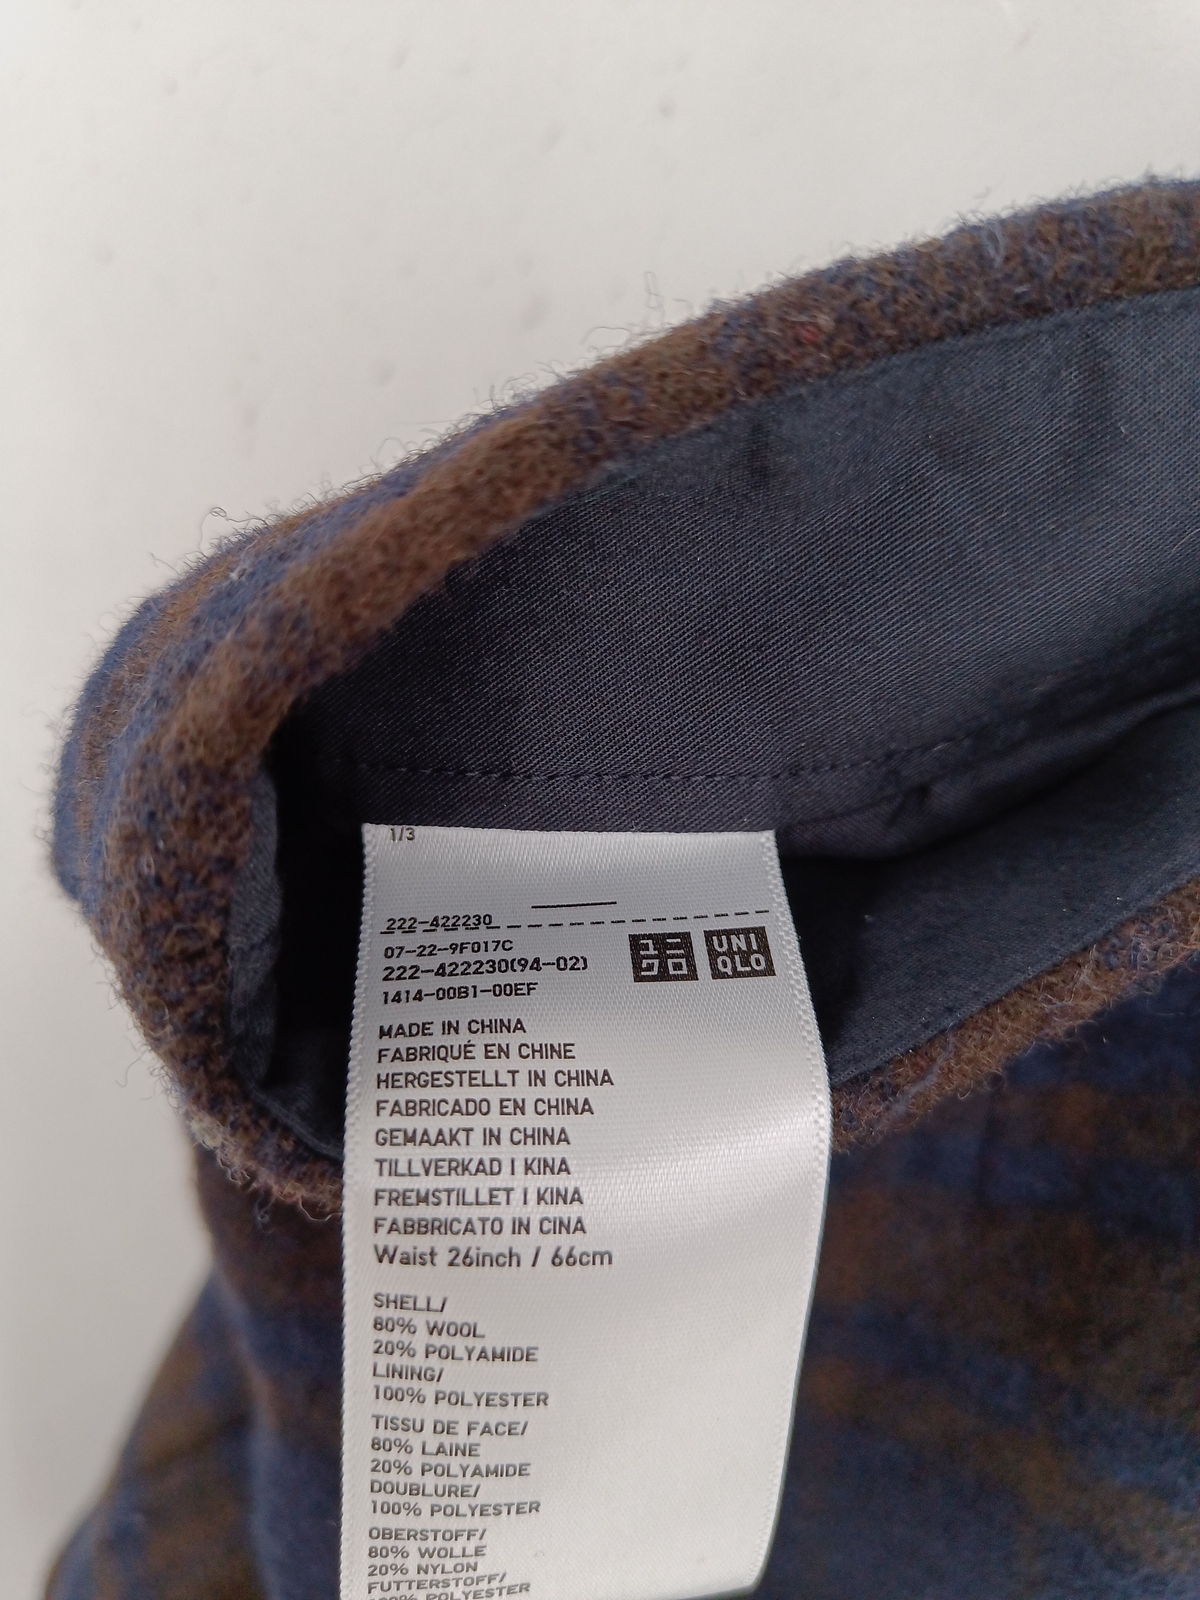 1/3
222-422230
07-22-9F017C
222-422230(94-02)
1414-00B1-00EF
ユニ
クロ
UNI
QLO
MADE IN CHINA
FABRIQUÉ EN CHINE
HERGESTELLT IN CHINA
FABRICADO EN CHINA
GEMAAKT IN CHINA
TILLVERKAD I KINA
FREMSTILLET I KINA
FABBRICATO IN CINA
Waist 26inch / 66cm
SHELL/
80% WOOL
20% POLYAMIDE
LINING/
100% POLYESTER
TISSU DE FACE/
80% LAINE
20% POLYAMIDE
DOUBLURE/
100% POLYESTER
OBERSTOFF/
80% WOLLE
20% NYLON
FUTTERSTOFF/
100% POLYESTER